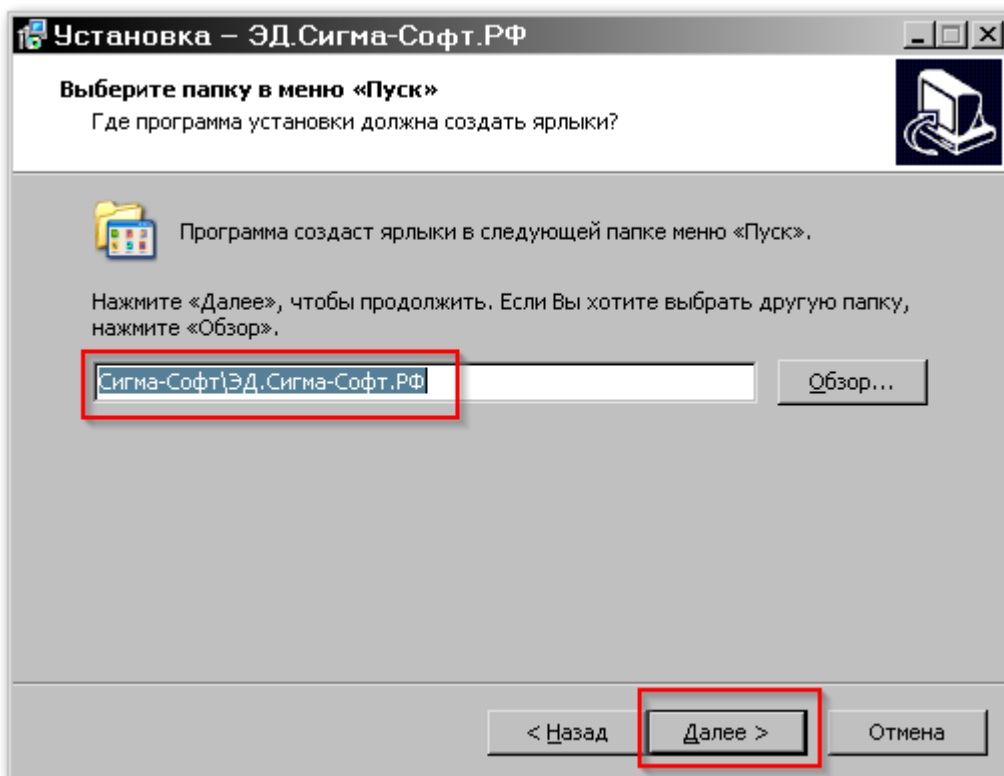 Установка – ЭД.Сигма-Софт.РФ
Выберите папку в меню «Пуск»
Где программа установки должна создать ярлыки?
Программа создаст ярлыки в следующей папке меню «Пуск».
Нажмите «Далее», чтобы продолжить. Если Вы хотите выбрать другую папку,
нажмите «Обзор».
Сигма-Софт\ЭД.Сигма-Софт.РФ
Обзор...
< Назад
Далее >
Отмена